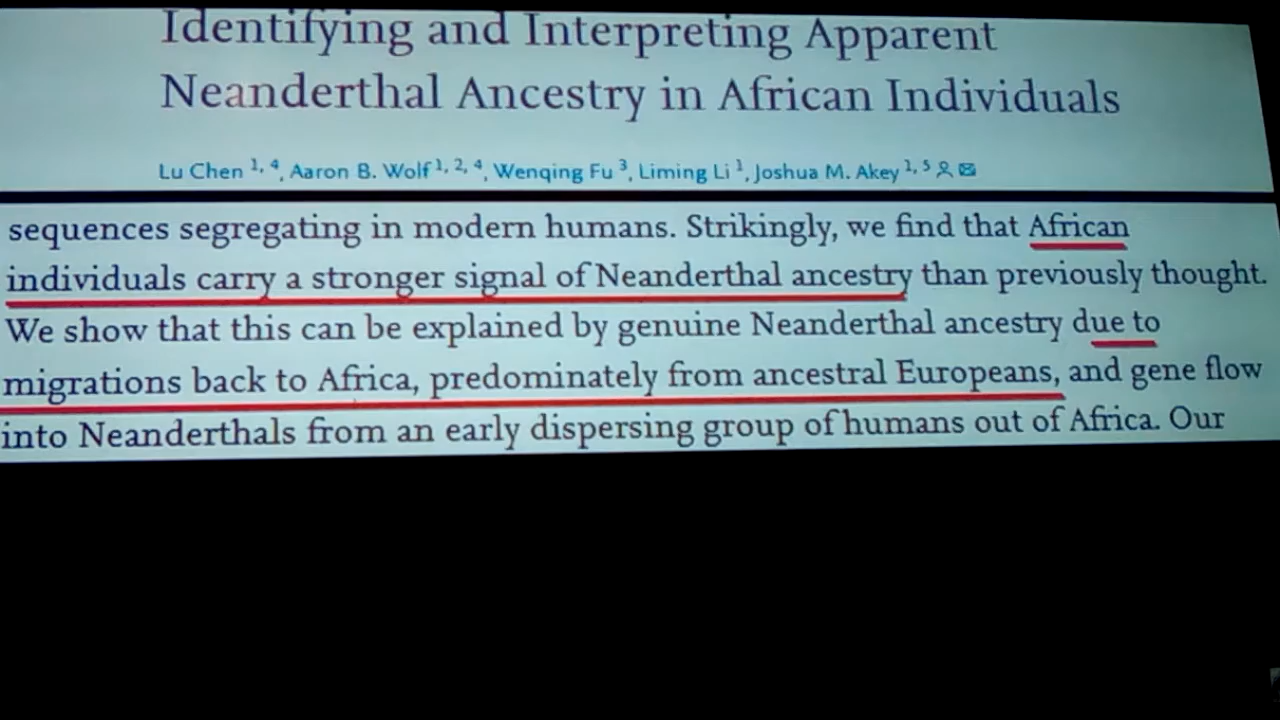 Identifying and Interpreting Apparent
Neanderthal Ancestry in African Individuals
Lu Chen 1, 4, Aaron B. Wolf 1, 2, 4, Wenqing Fu 3, Liming Li 1, Joshua M. Akey 1, 5
sequences segregating in modern humans. Strikingly, we find that African
individuals carry a stronger signal of Neanderthal ancestry than previously thought.
We show that this can be explained by genuine Neanderthal ancestry due to
migrations back to Africa, predominately from ancestral Europeans, and gene flow
into Neanderthals from an early dispersing group of humans out of Africa. Our